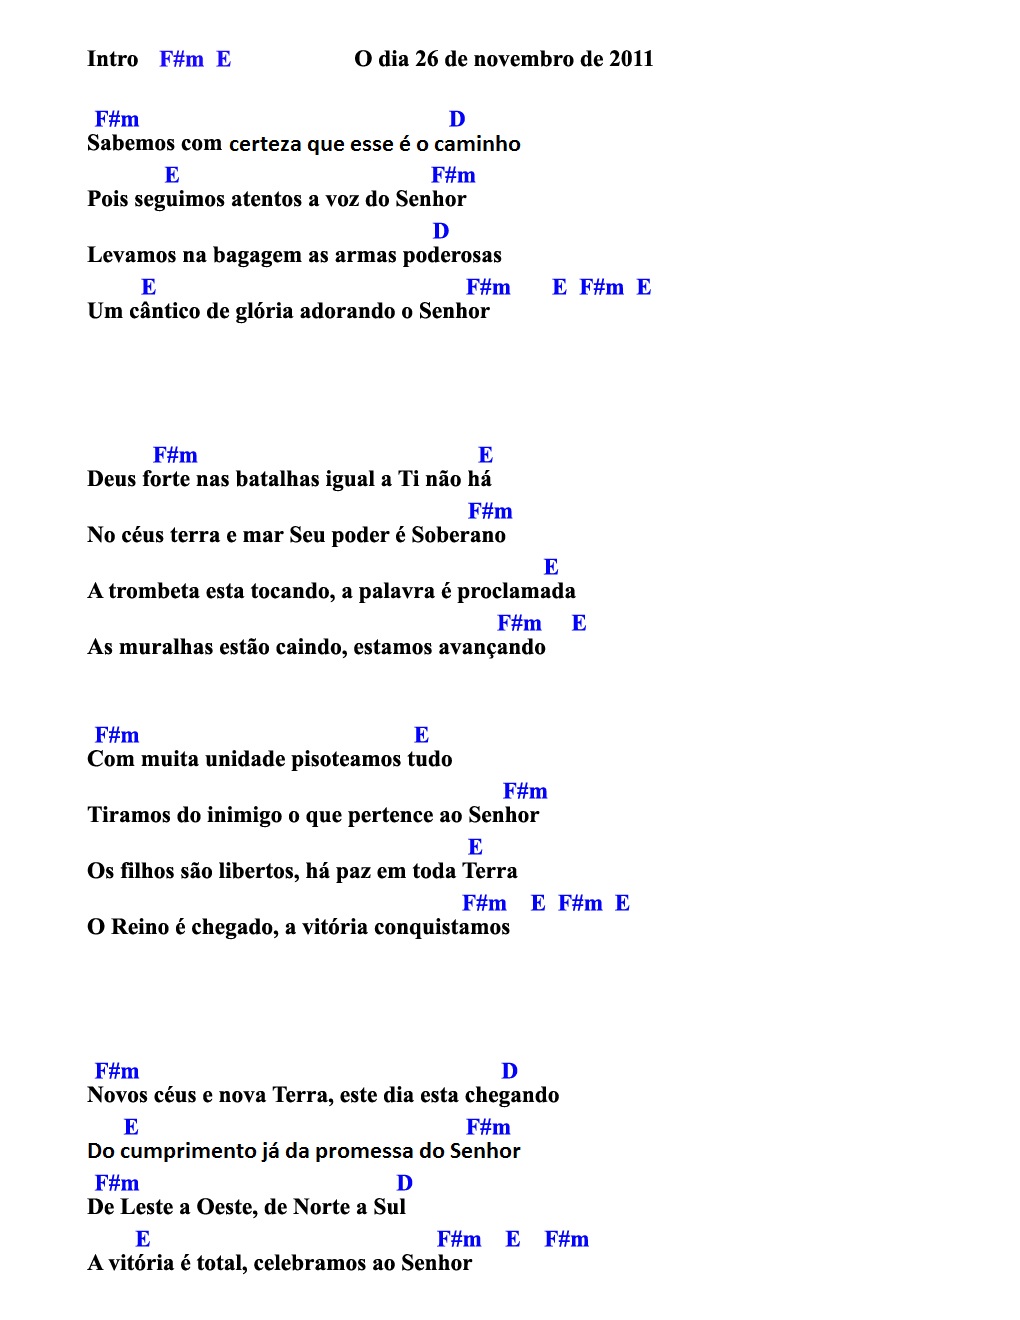 Intro F#m E O dia 26 de novembro de 2011
F#m D
Sabemos com certeza que esse é o caminho
E F#m
Pois seguimos atentos a voz do Senhor
D
Levamos na bagagem as armas poderosas
E F#m E F#m E
Um cântico de glória adorando o Senhor
F#m E
Deus forte nas batalhas igual a Ti não há
F#m
No céus terra e mar Seu poder é Soberano
E
A trombeta esta tocando, a palavra é proclamada
F#m E
As muralhas estão caindo, estamos avançando
F#m E
Com muita unidade pisoteamos tudo
F#m
Tiramos do inimigo o que pertence ao Senhor
E
Os filhos são libertos, há paz em toda Terra
F#m E F#m E
O Reino é chegado, a vitória conquistamos
F#m D
Novos céus e nova Terra, este dia esta chegando
E F#m
Do cumprimento já da promessa do Senhor
F#m D
De Leste a Oeste, de Norte a Sul
E F#m E F#m
A vitória é total, celebramos ao Senhor